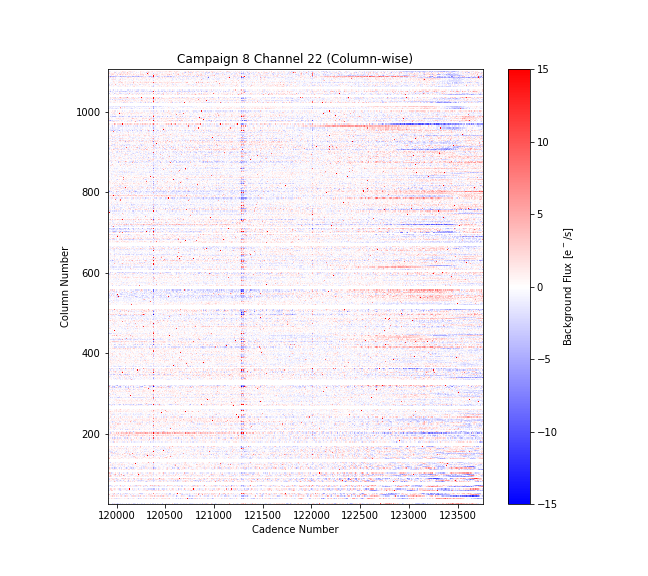 Campaign 8 Channel 22 (Column-wise)
1000
800
600
400
200
Column Number
120000 120500 121000 121500 122000 122500 123000 123500
Cadence Number
15
10
5
0
−5
−10
−15
Background Flux [e⁻/s]